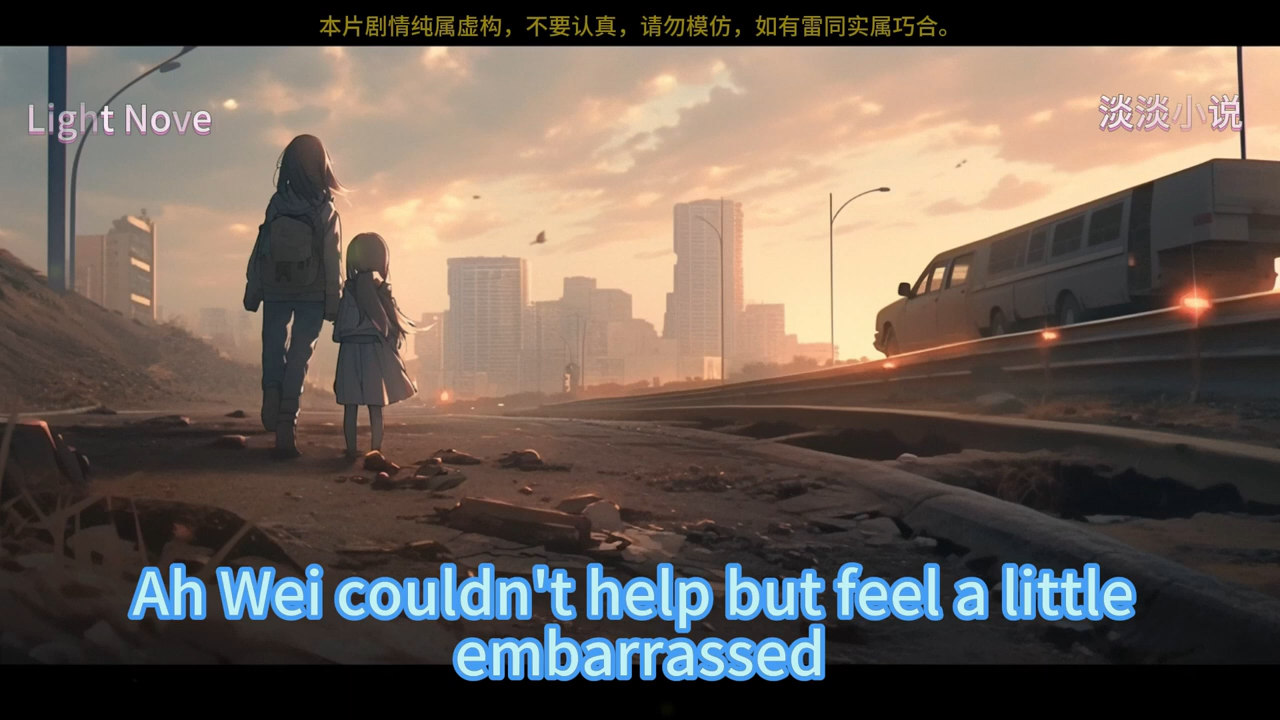 本片剧情纯属虚构，不要认真，请勿模仿，如有雷同实属巧合。
Light Nove
淡淡小说
Ah Wei couldn't help but feel a little
embarrassed